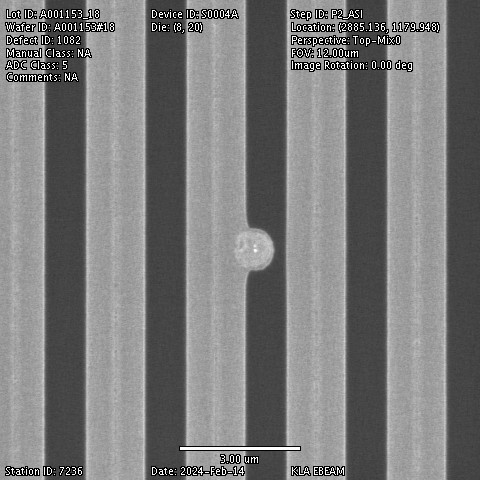 Lot ID: A001153_18
Wafer ID: A001153#18
Defect ID: 1082
Manual Class: NA
ADC Class: 5
Comments: NA
Device ID: S0004A
Die: (8, 20)
Step ID: P2_ASI
Location: (2885.136, 1179.948)
Perspective: Top-Mix0
FOV: 12.00um
Image Rotation: 0.00 deg
3.00 um
Station ID: 7236
Date: 2024-Feb-14
KLA EBEAM